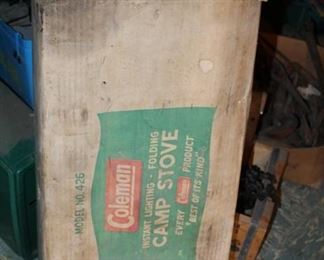 MODEL NO. 426
Coleman
INSTANT LIGHTING - FOLDING
CAMP STOVE
EVERY Coleman PRODUCT
"BEST OF ITS KIND"